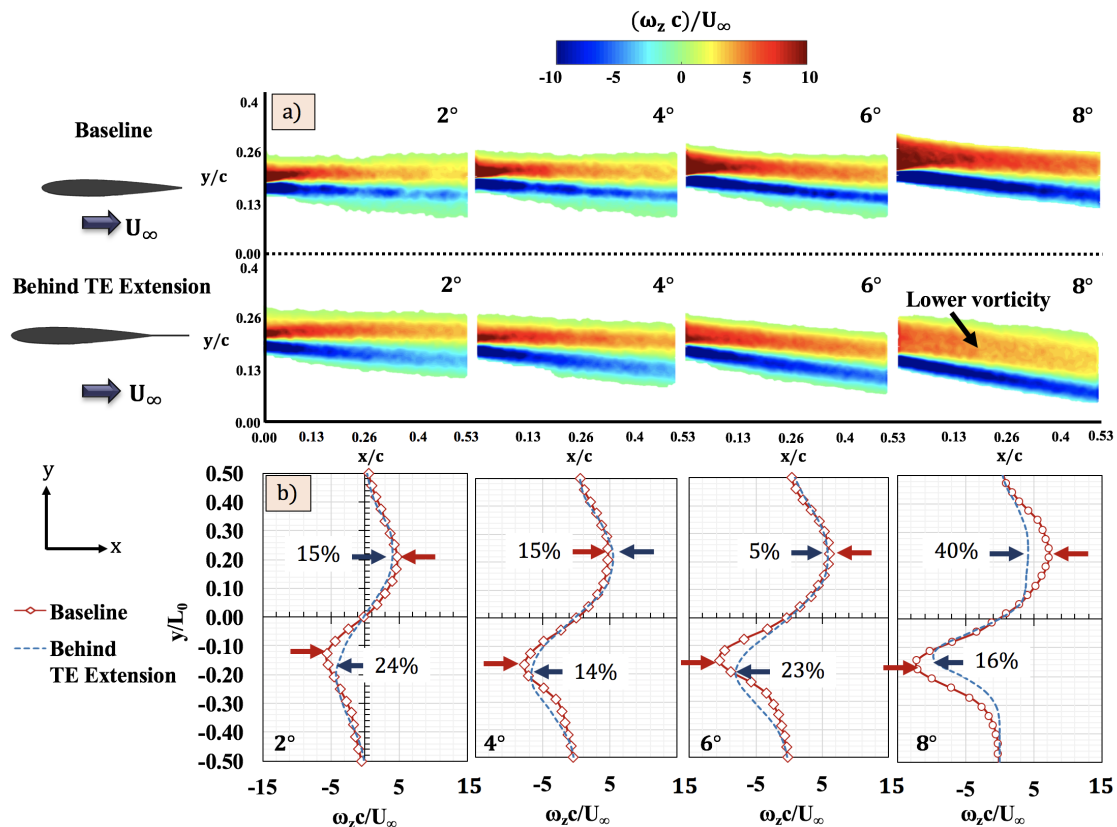 (ω_z c)/U_∞
-10 -5 0 5 10
a)
0.4
2° 4° 6° 8°
Baseline
0.26
y/c
0.13
U_∞
0.00
0.4
Behind TE Extension
2° 4° 6° 8°
Lower vorticity
0.26
y/c
0.13
U_∞
0.00
0.00 0.13 0.26 0.4 0.53 0.13 0.26 0.4 0.53 0.13 0.26 0.4 0.53 0.13 0.26 0.4 0.53
x/c x/c x/c x/c
b)
y
x
0.50
0.40
0.30
0.20
0.10
0.00
-0.10
-0.20
-0.30
-0.40
-0.50
y/L_0
15% 15% 5% 40%
24% 14% 23% 16%
Baseline
Behind
TE Extension
2° 4° 6° 8°
-15 -5 5 15 -5 5 15 -5 5 15 -5 5 15
ω_z c/U_∞ ω_z c/U_∞ ω_z c/U_∞ ω_z c/U_∞